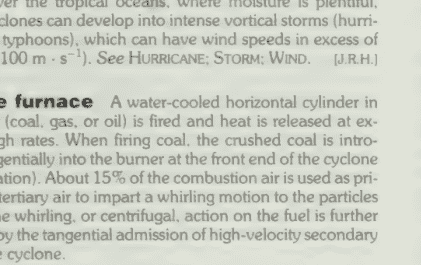 ver the tropical oceans, where moisture is plentiful,
clones can develop into intense vortical storms (hurri-
typhoons), which can have wind speeds in excess of
100 m · s⁻¹). See HURRICANE; STORM; WIND. [J.R.H.]
e furnace A water-cooled horizontal cylinder in
(coal, gas, or oil) is fired and heat is released at ex-
gh rates. When firing coal, the crushed coal is intro-
gentially into the burner at the front end of the cyclone
ation). About 15% of the combustion air is used as pri-
tertiary air to impart a whirling motion to the particles
e whirling, or centrifugal, action on the fuel is further
by the tangential admission of high-velocity secondary
e cyclone.